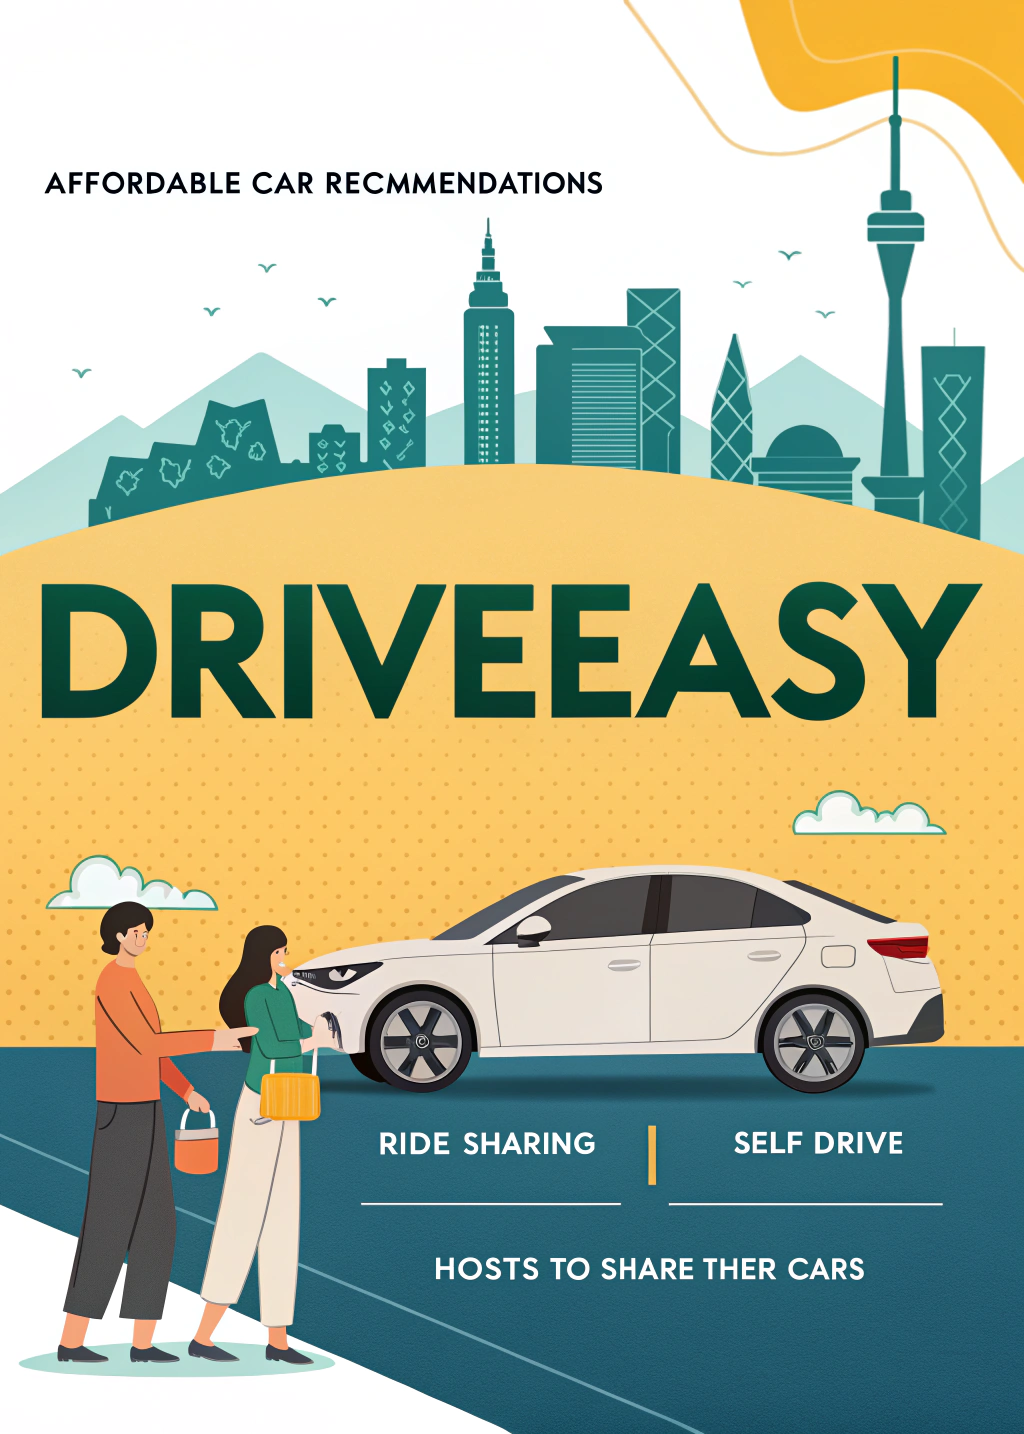 AFFORDABLE CAR RECMMENDATIONS
DRIVEEASY
RIDE SHARING
SELF DRIVE
HOSTS TO SHARE THER CARS